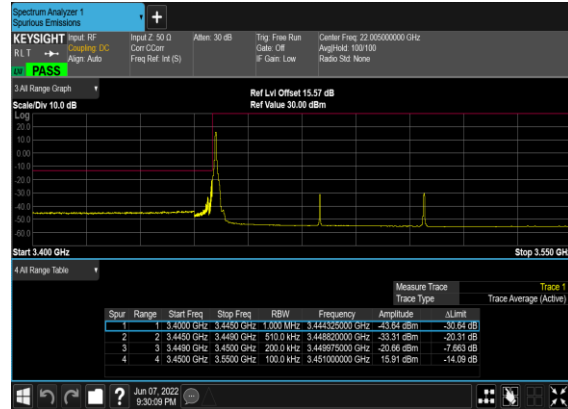 Spectrum Analyzer 1
Spurious Emissions
KEYSIGHT Input: RF Input Z: 50 Ω Atten: 30 dB Trig: Free Run Center Freq: 22.005000000 GHz
RLT Coupling: DC Corr CCorr Gate: Off Avg|Hold: 100/100
Align: Auto Freq Ref: Int (S) IF Gain: Low Radio Std: None
PASS
3 All Range Graph
Ref Lvl Offset 15.57 dB
Scale/Div 10.0 dB Ref Value 30.00 dBm
Log
20.0
10.0
0.00
-10.0
-20.0
-30.0
-40.0
-50.0
-60.0
Start 3.400 GHz Stop 3.550 GHz
4 All Range Table
Measure Trace Trace 1
Trace Type Trace Average (Active)
Spur Range Start Freq Stop Freq RBW Frequency Amplitude ΔLimit
1 1 3.4000 GHz 3.4450 GHz 1.000 MHz 3.444325000 GHz -43.64 dBm -30.64 dB
2 2 3.4450 GHz 3.4490 GHz 510.0 kHz 3.448820000 GHz -33.31 dBm -20.31 dB
3 3 3.4490 GHz 3.4500 GHz 200.0 kHz 3.449975000 GHz -20.66 dBm -7.663 dB
4 4 3.4500 GHz 3.5500 GHz 100.0 kHz 3.451000000 GHz 15.91 dBm -14.09 dB
Jun 07, 2022
9:30:09 PM